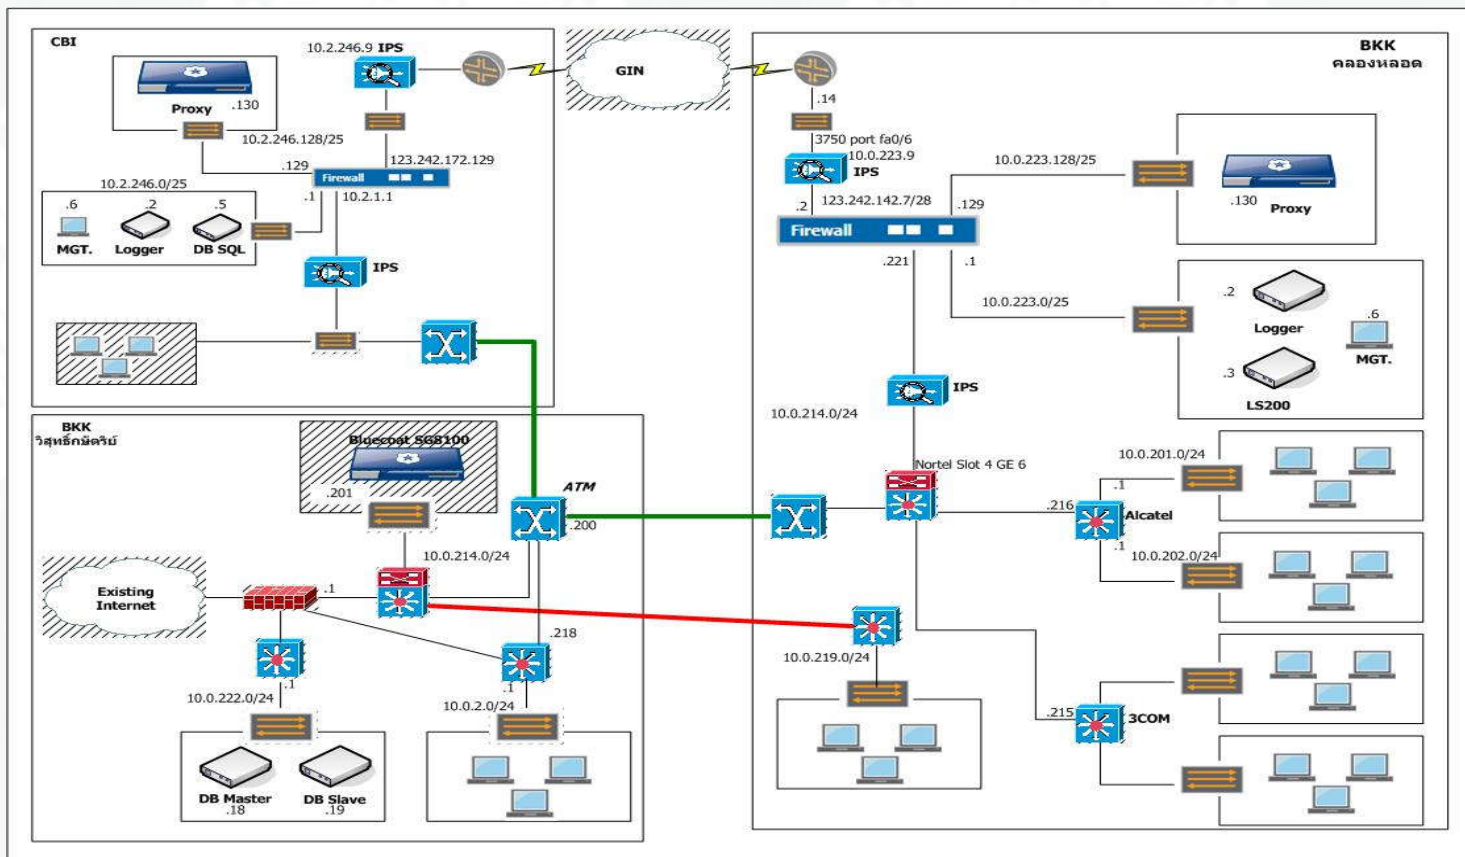 CBI
10.2.246.9 IPS
Proxy .130
10.2.246.128/25
.129
123.242.172.129
Firewall
10.2.246.0/25
.1
10.2.1.1
.6
.2
.5
MGT.
Logger
DB SQL
IPS
GIN
BKK
คลองหลอด
.14
3750 port fa0/6
10.0.223.9
IPS
.2
123.242.142.7/28
.129
10.0.223.128/25
.130
Proxy
Firewall
.221
.1
10.0.223.0/25
.2
Logger
.6
MGT.
.3
LS200
IPS
10.0.214.0/24
Nortel Slot 4 GE 6
10.0.201.0/24
.1
.216
Alcatel
.1
10.0.202.0/24
10.0.219.0/24
.215
3COM
BKK
วิสุทธิ์กษัตริย์
Bluecoat SG8100
.201
ATM
.200
10.0.214.0/24
Existing
Internet
.1
.218
.1
10.0.222.0/24
.1
10.0.2.0/24
DB Master
.18
DB Slave
.19